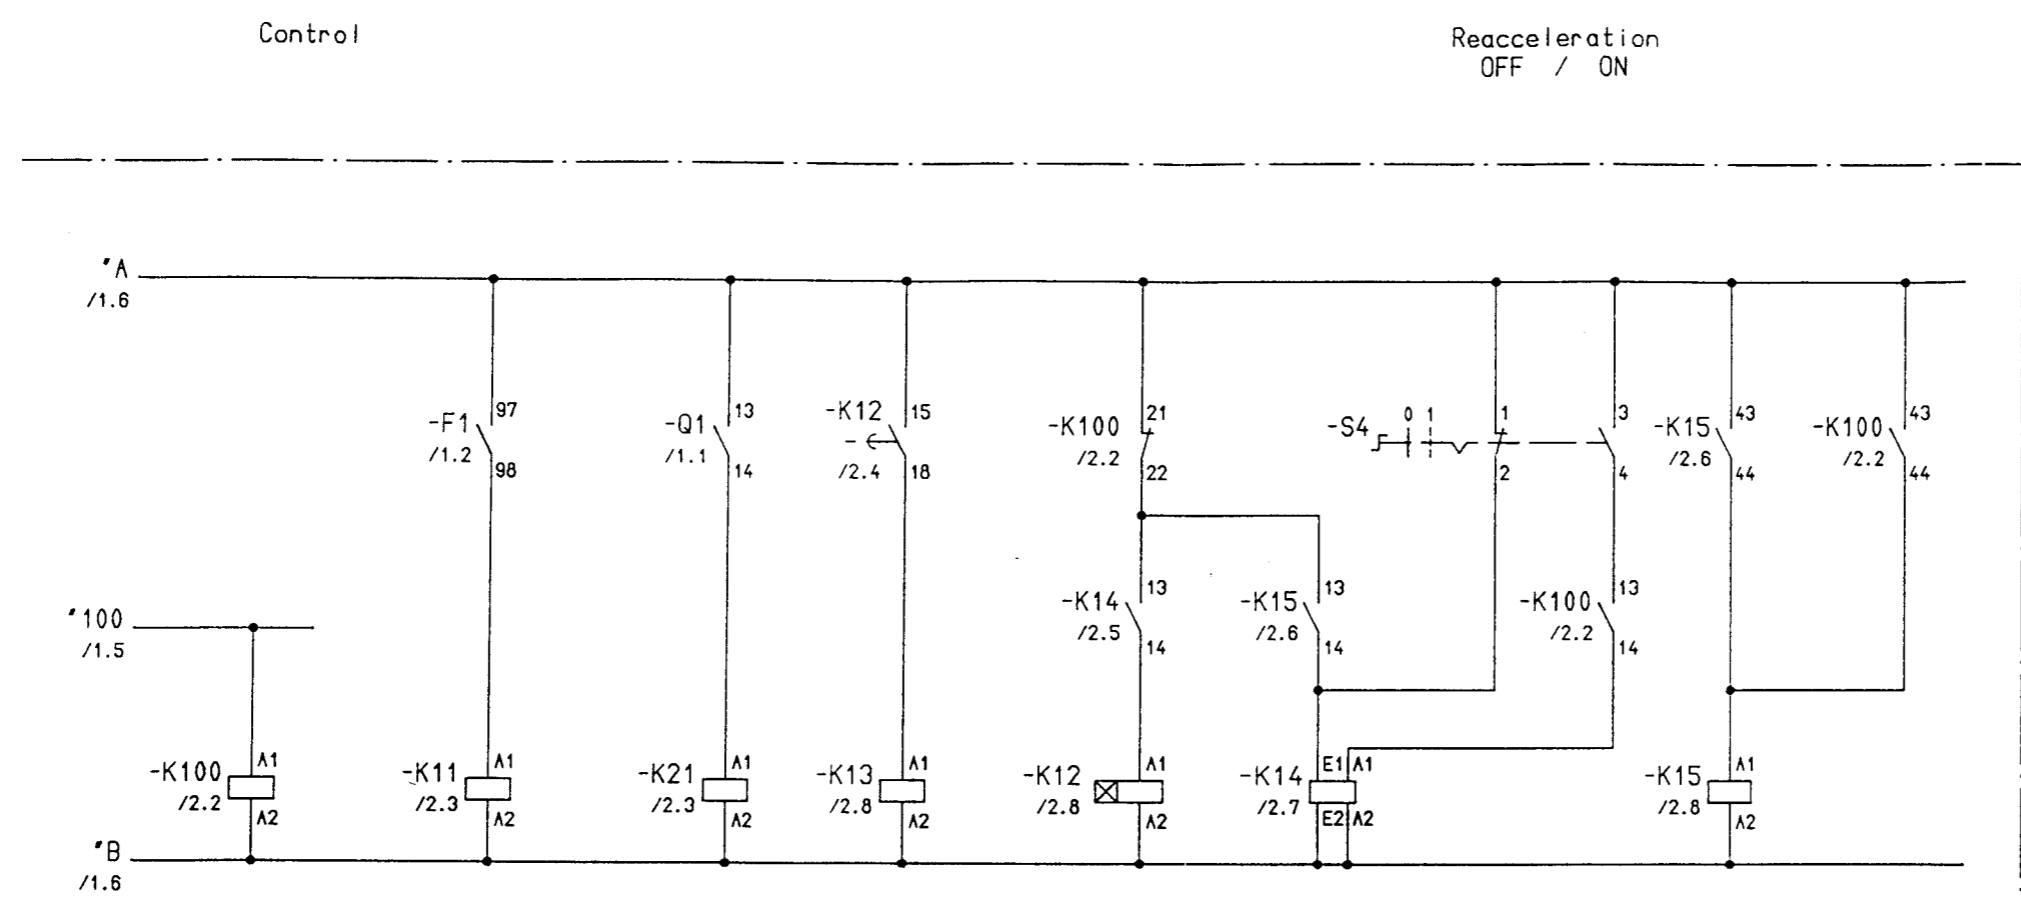 Control
Reacceleration
OFF / ON
'A
/1.6
-F1
/1.2
97
98
-Q1
/1.1
13
14
-K12
/2.4
15
18
-K100
/2.2
21
22
-S4
0 1
1
2
3
4
-K15
/2.6
43
44
-K100
/2.2
43
44
'100
/1.5
-K14
/2.5
13
14
-K15
/2.6
13
14
-K100
/2.2
13
14
-K100
/2.2
A1
A2
-K11
/2.3
A1
A2
-K21
/2.3
A1
A2
-K13
/2.8
A1
A2
-K12
/2.8
A1
A2
-K14
/2.7
E1 A1
E2 A2
-K15
/2.8
A1
A2
'B
/1.6